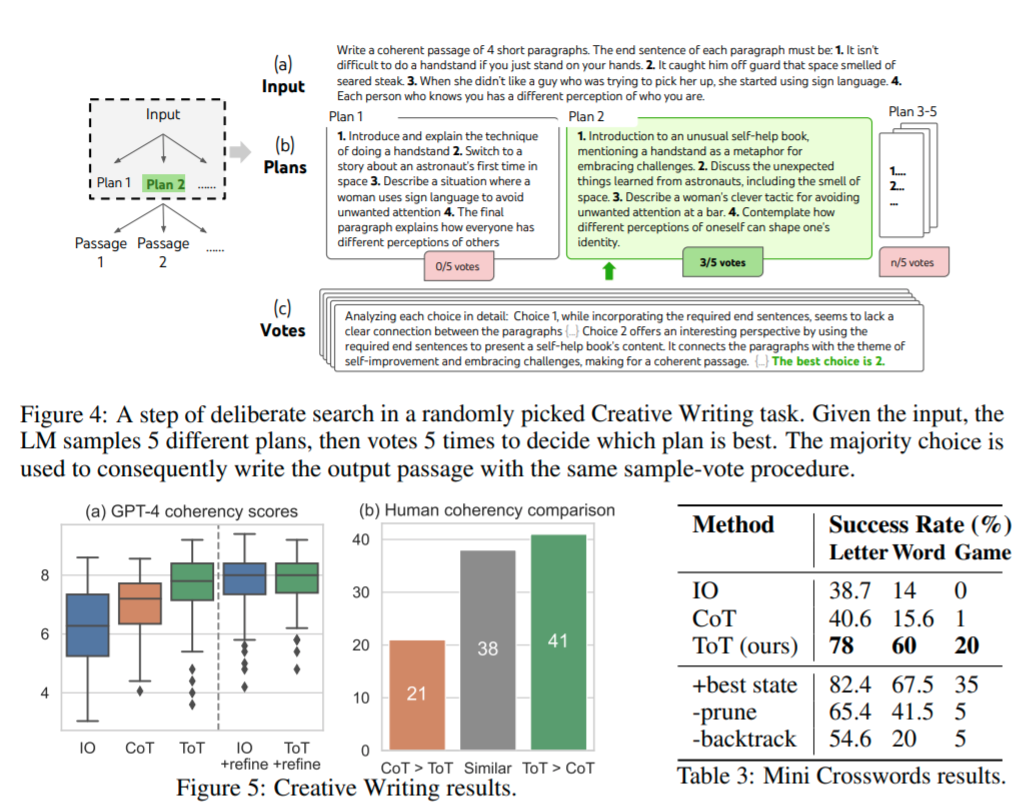 (a)
Input
Write a coherent passage of 4 short paragraphs. The end sentence of each paragraph must be: 1. It isn't
difficult to do a handstand if you just stand on your hands. 2. It caught him off guard that space smelled of
seared steak. 3. When she didn't like a guy who was trying to pick her up, she started using sign language. 4.
Each person who knows you has a different perception of who you are.
Input
Plan 1 Plan 2 ......
Passage Passage ......
1 2
(b)
Plans
Plan 1
1. Introduce and explain the technique
of doing a handstand 2. Switch to a
story about an astronaut's first time in
space 3. Describe a situation where a
woman uses sign language to avoid
unwanted attention 4. The final
paragraph explains how everyone has
different perceptions of others
0/5 votes
Plan 2
1. Introduction to an unusual self-help book,
mentioning a handstand as a metaphor for
embracing challenges. 2. Discuss the unexpected
things learned from astronauts, including the smell of
space. 3. Describe a woman's clever tactic for avoiding
unwanted attention at a bar. 4. Contemplate how
different perceptions of oneself can shape one's
identity.
3/5 votes
Plan 3-5
1....
2...
...
n/5 votes
(c)
Votes
Analyzing each choice in detail: Choice 1, while incorporating the required end sentences, seems to lack a
clear connection between the paragraphs {...} Choice 2 offers an interesting perspective by using the
required end sentences to present a self-help book's content. It connects the paragraphs with the theme of
self-improvement and embracing challenges, making for a coherent passage. {...} The best choice is 2.
Figure 4: A step of deliberate search in a randomly picked Creative Writing task. Given the input, the
LM samples 5 different plans, then votes 5 times to decide which plan is best. The majority choice is
used to consequently write the output passage with the same sample-vote procedure.
(a) GPT-4 coherency scores
8
6
4
IO CoT ToT IO ToT
+refine +refine
(b) Human coherency comparison
40
30
20
10
0
21
38
41
CoT > ToT Similar ToT > CoT
Figure 5: Creative Writing results.
Method Success Rate (%)
Letter Word Game
IO 38.7 14 0
CoT 40.6 15.6 1
ToT (ours) 78 60 20
+best state 82.4 67.5 35
-prune 65.4 41.5 5
-backtrack 54.6 20 5
Table 3: Mini Crosswords results.